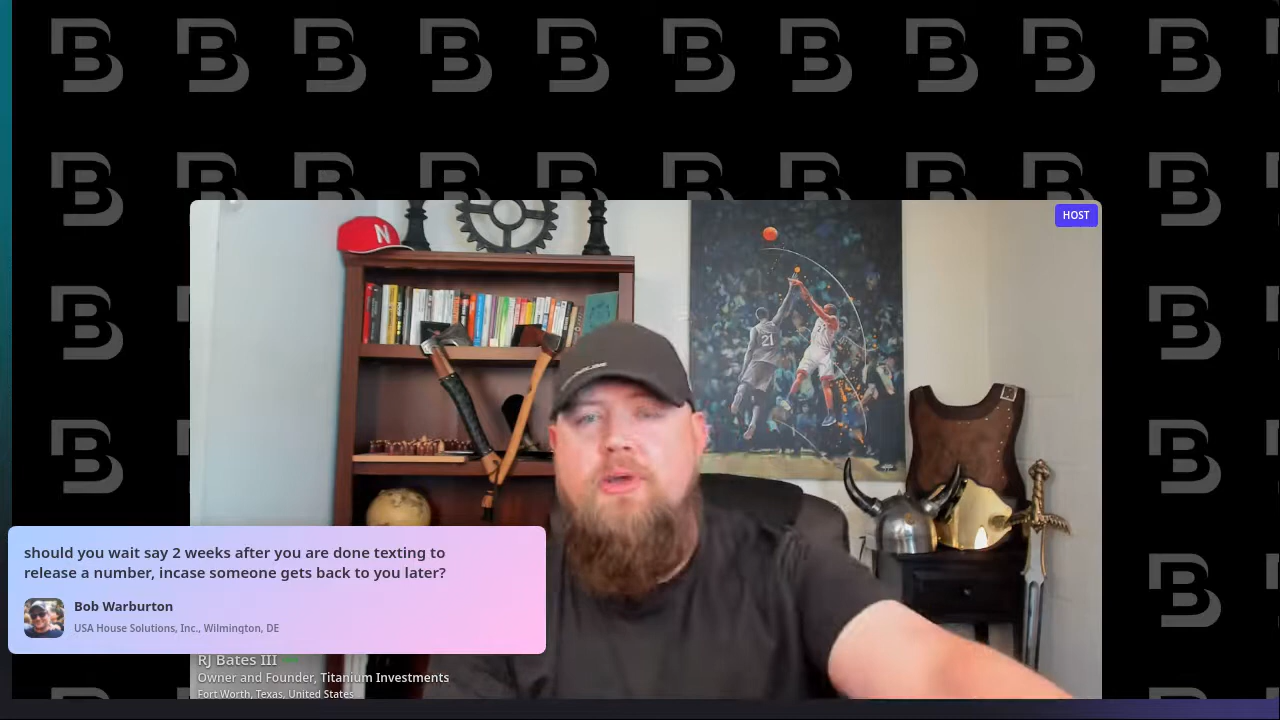 HOST
N
21
should you wait say 2 weeks after you are done texting to
release a number, incase someone gets back to you later?
Bob Warburton
USA House Solutions, Inc., Wilmington, DE
RJ Bates III
Owner and Founder, Titanium Investments
Fort Worth, Texas, United States